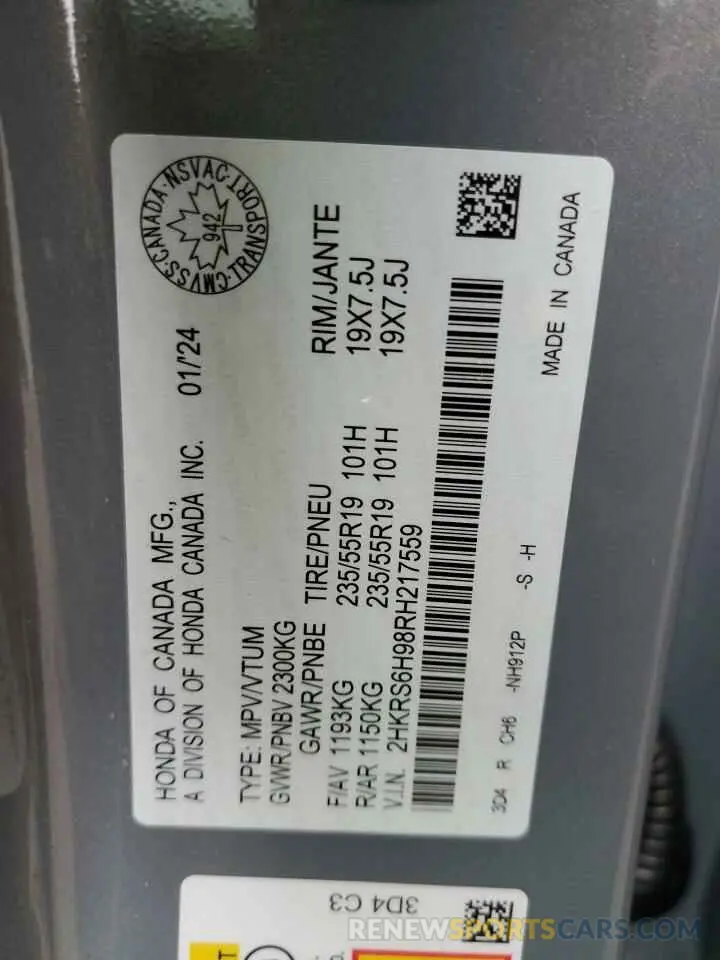 HONDA OF CANADA MFG.,
A DIVISION OF HONDA CANADA INC. 01/'24
CMVSS·CANADA·NSVAC·TRANSPORT
942
TYPE: MPV/VTUM
GVWR/PNBV 2300KG
GAWR/PNBE TIRE/PNEU RIM/JANTE
F/AV 1193KG 235/55R19 101H 19X7.5J
R/AR 1150KG 235/55R19 101H 19X7.5J
V.I.N. 2HKRS6H98RH217559
3D4 R CH6 -NH912P -S -H
MADE IN CANADA
3D4 C3
RENEWSPORTSCARS.COM